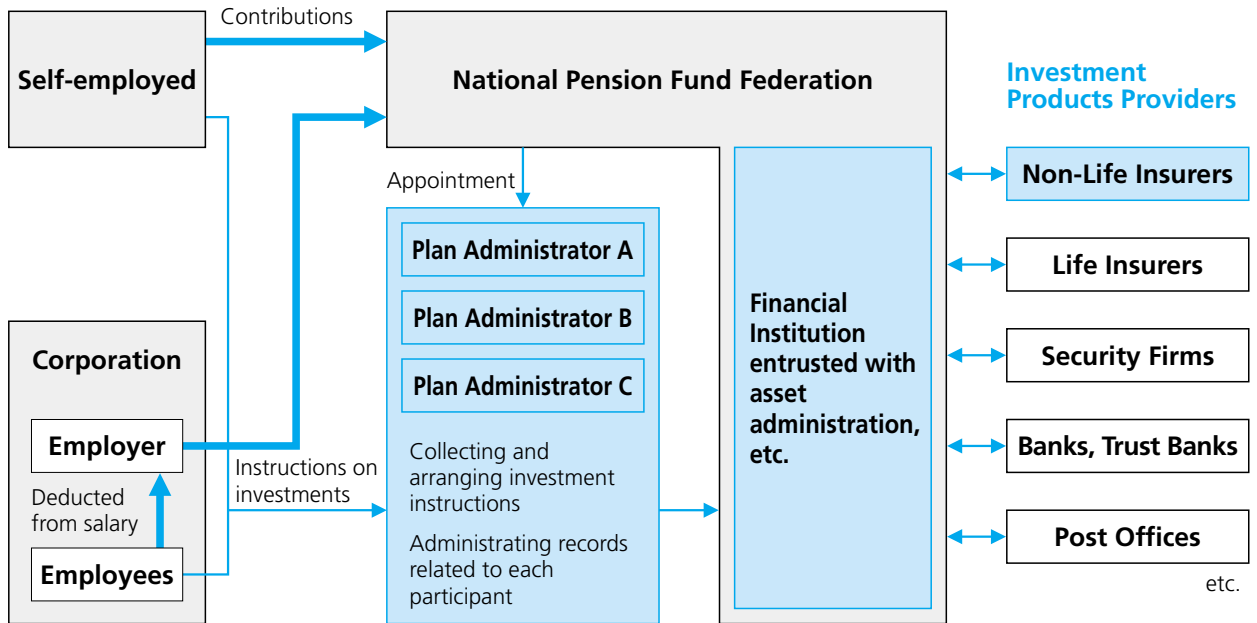 Contributions
Self-employed
National Pension Fund Federation
Investment
Products Providers
Appointment
Non-Life Insurers
Plan Administrator A
Life Insurers
Plan Administrator B
Financial
Institution
entrusted with
asset
administration,
etc.
Security Firms
Corporation
Plan Administrator C
Employer
Banks, Trust Banks
Deducted
from salary
Instructions on
investments
Collecting and
arranging investment
instructions
Employees
Administrating records
related to each
participant
Post Offices
etc.